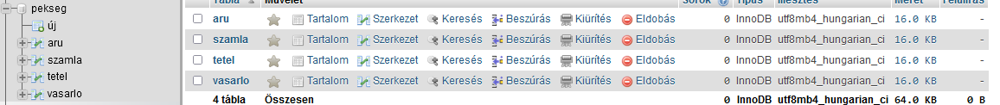 pekseg
új
aru
szamla
tetel
vasarlo
Tábla Művelet Sorok Típus Illesztés Méret Felülírás
aru Tartalom Szerkezet Keresés Beszúrás Kiürítés Eldobás 0 InnoDB utf8mb4_hungarian_ci 16.0 KB -
szamla Tartalom Szerkezet Keresés Beszúrás Kiürítés Eldobás 0 InnoDB utf8mb4_hungarian_ci 16.0 KB -
tetel Tartalom Szerkezet Keresés Beszúrás Kiürítés Eldobás 0 InnoDB utf8mb4_hungarian_ci 16.0 KB -
vasarlo Tartalom Szerkezet Keresés Beszúrás Kiürítés Eldobás 0 InnoDB utf8mb4_hungarian_ci 16.0 KB -
4 tábla Összesen 0 InnoDB utf8mb4_hungarian_ci 64.0 KB 0 B